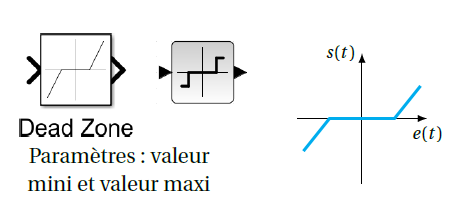 s(t)
e(t)
Dead Zone
Paramètres : valeur
mini et valeur maxi